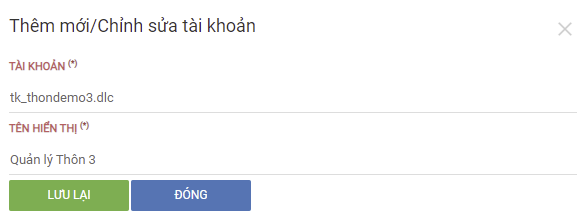 Thêm mới/Chỉnh sửa tài khoản
TÀI KHOẢN (*)
tk_thondemo3.dlc
TÊN HIỂN THỊ (*)
Quản lý Thôn 3
LƯU LẠI ĐÓNG